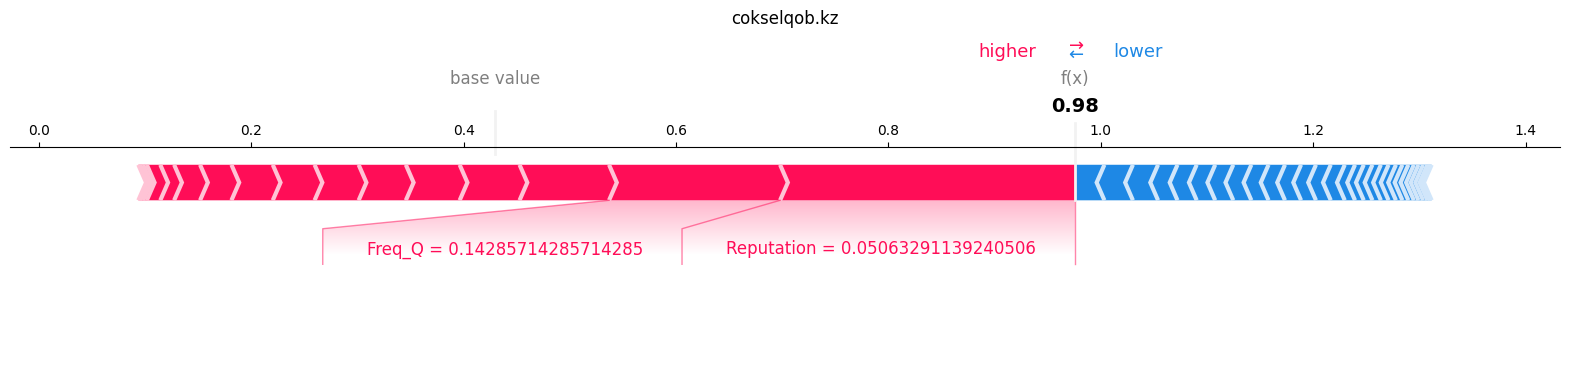 cokselqob.kz
higher → ← lower
base value f(x)
0.98
0.0 0.2 0.4 0.6 0.8 1.0 1.2 1.4
Freq_Q = 0.14285714285714285 Reputation = 0.05063291139240506